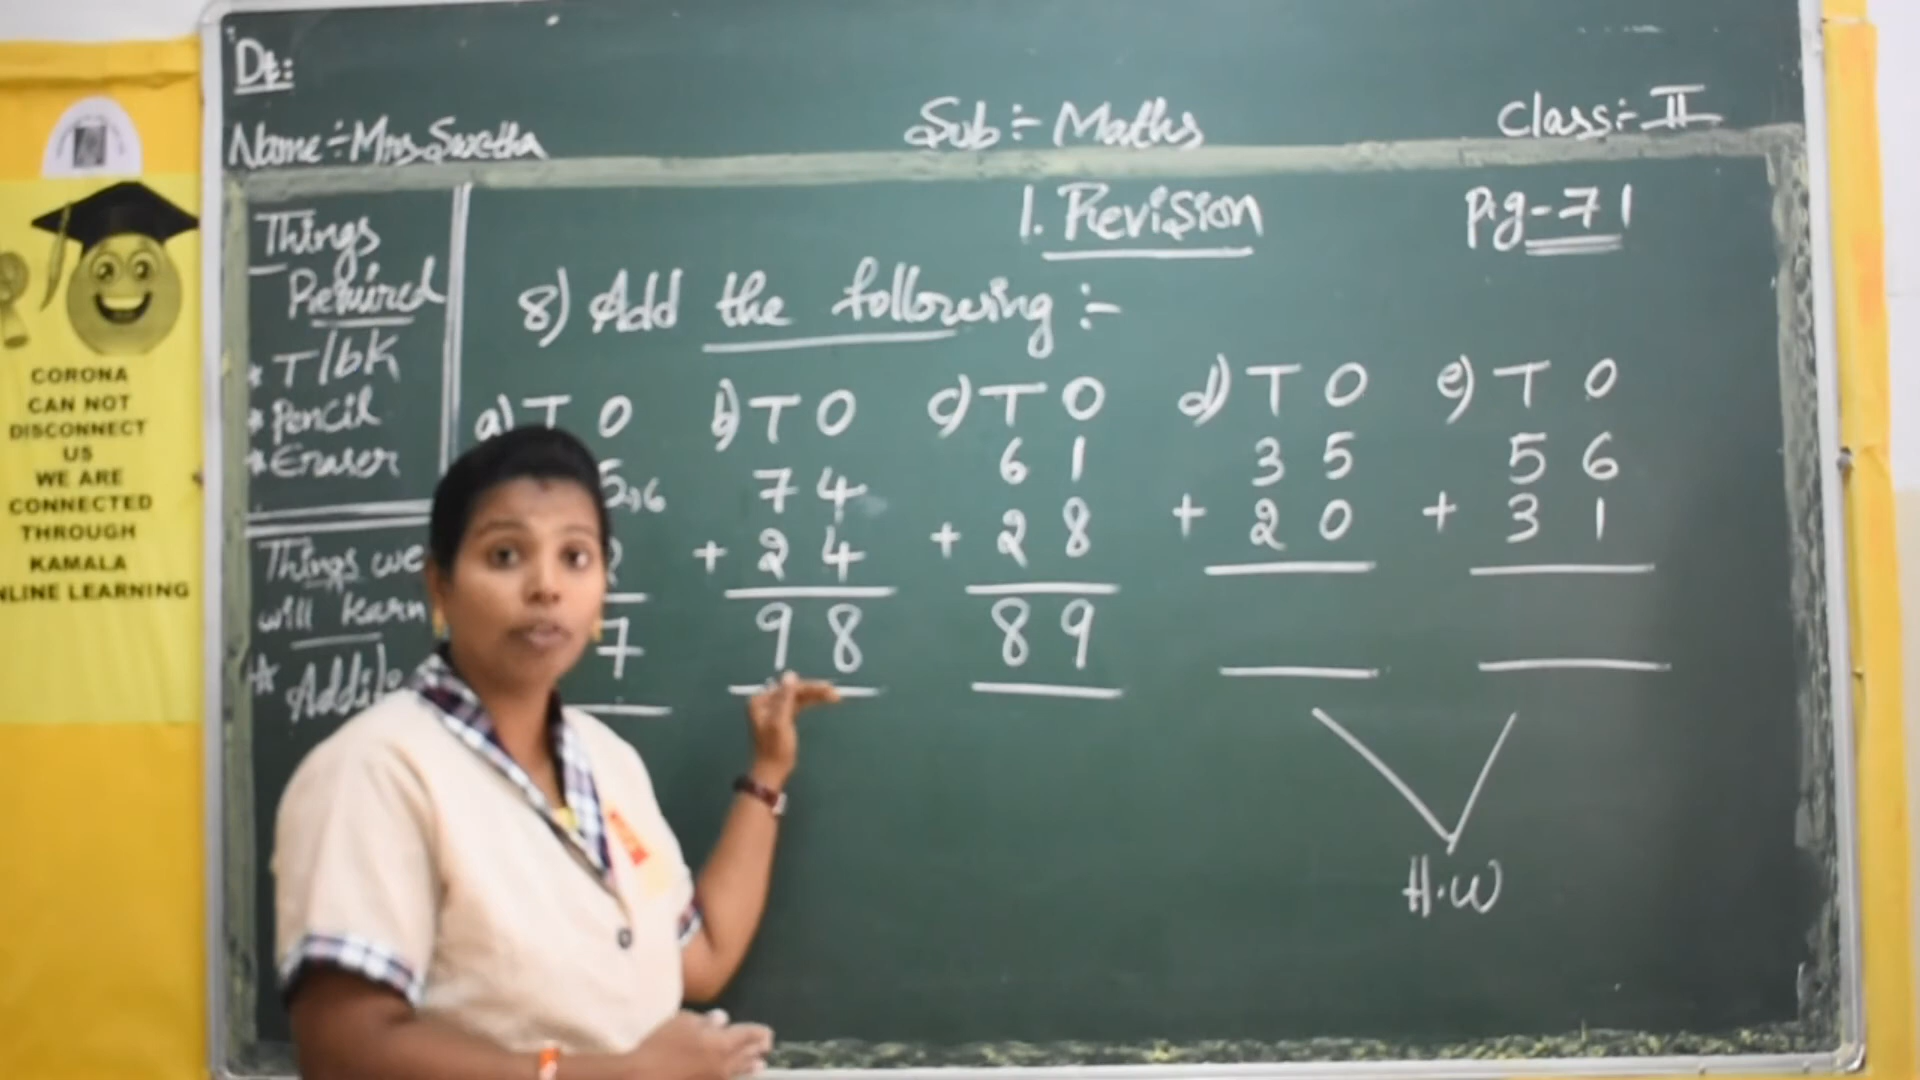 Dt:
Name:- Mrs. Swetha
Sub:- Maths
Class:- II
1. Revision
Pg-71
Things
Required
* T/bk
* Pencil
* Eraser
Things we
will learn
*
8) Add the following :-
a) T O
b) T O
c) T O
d) T O
e) T O
7 4
+ 2 4
9 8
6 1
+ 2 8
8 9
3 5
+ 2 0
5 6
+ 3 1
7
H.W
CORONA
CAN NOT
DISCONNECT
US
WE ARE
CONNECTED
THROUGH
KAMALA
NLINE LEARNING